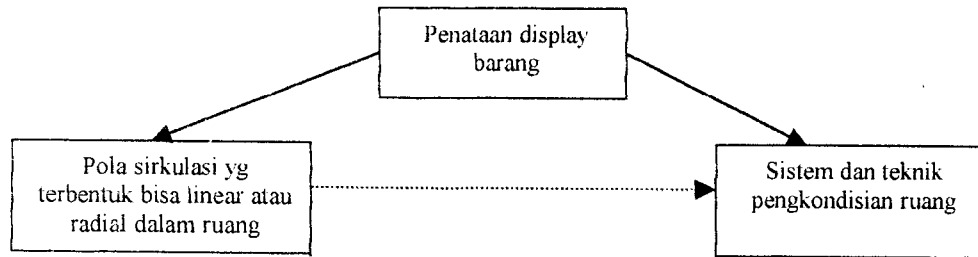 Penataan display
barang
Pola sirkulasi yg
terbentuk bisa linear atau
radial dalam ruang
Sistem dan teknik
pengkondisian ruang